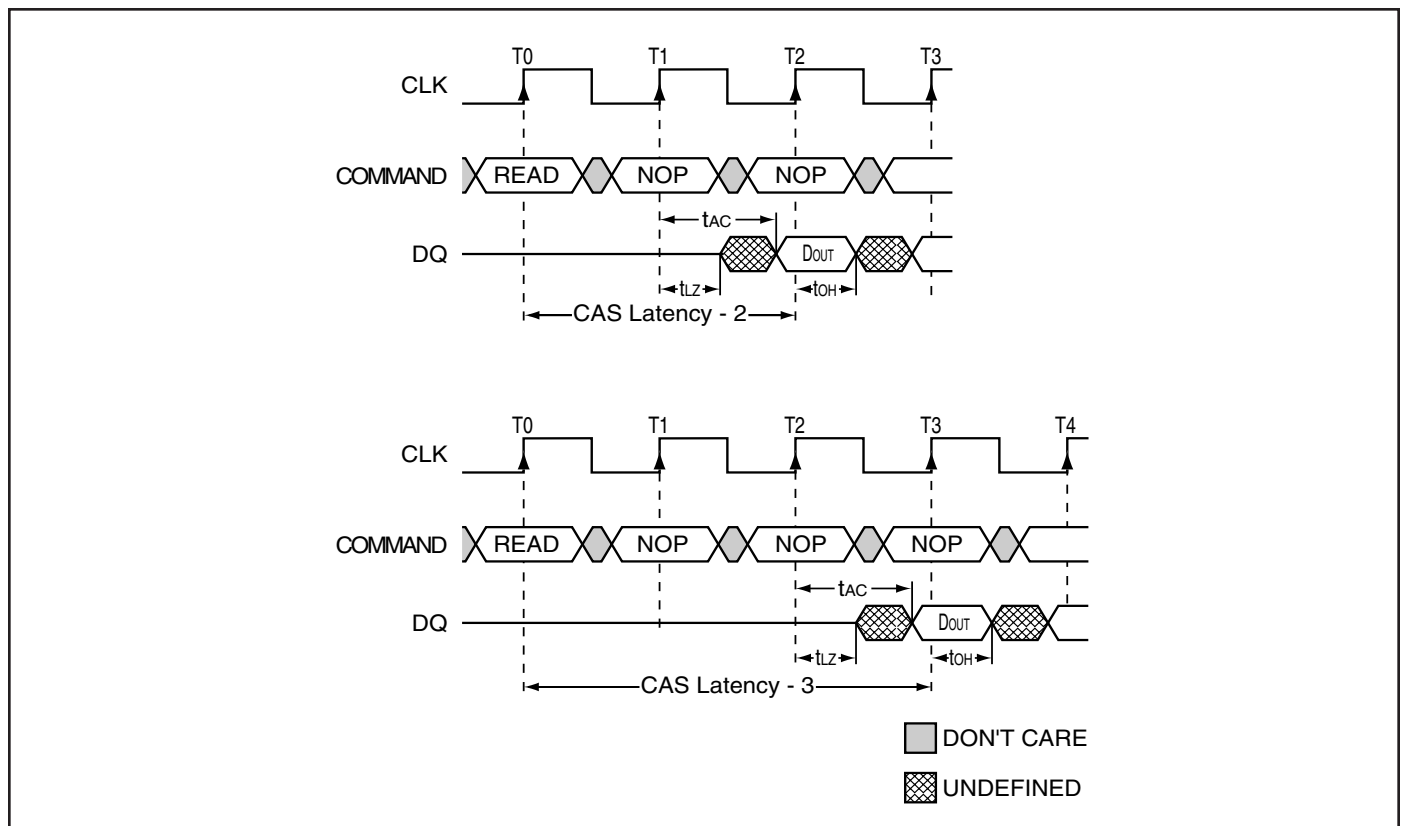 T0 T1 T2 T3
CLK
COMMAND READ NOP NOP
tAC
DQ DOUT
tLZ tOH
CAS Latency - 2
T0 T1 T2 T3 T4
CLK
COMMAND READ NOP NOP NOP
tAC
DQ DOUT
tLZ tOH
CAS Latency - 3
DON'T CARE
UNDEFINED